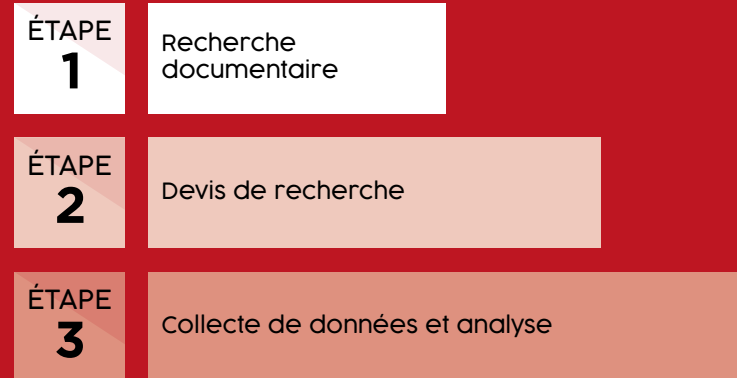 ÉTAPE
1
Recherche
documentaire
ÉTAPE
2
Devis de recherche
ÉTAPE
3
Collecte de données et analyse